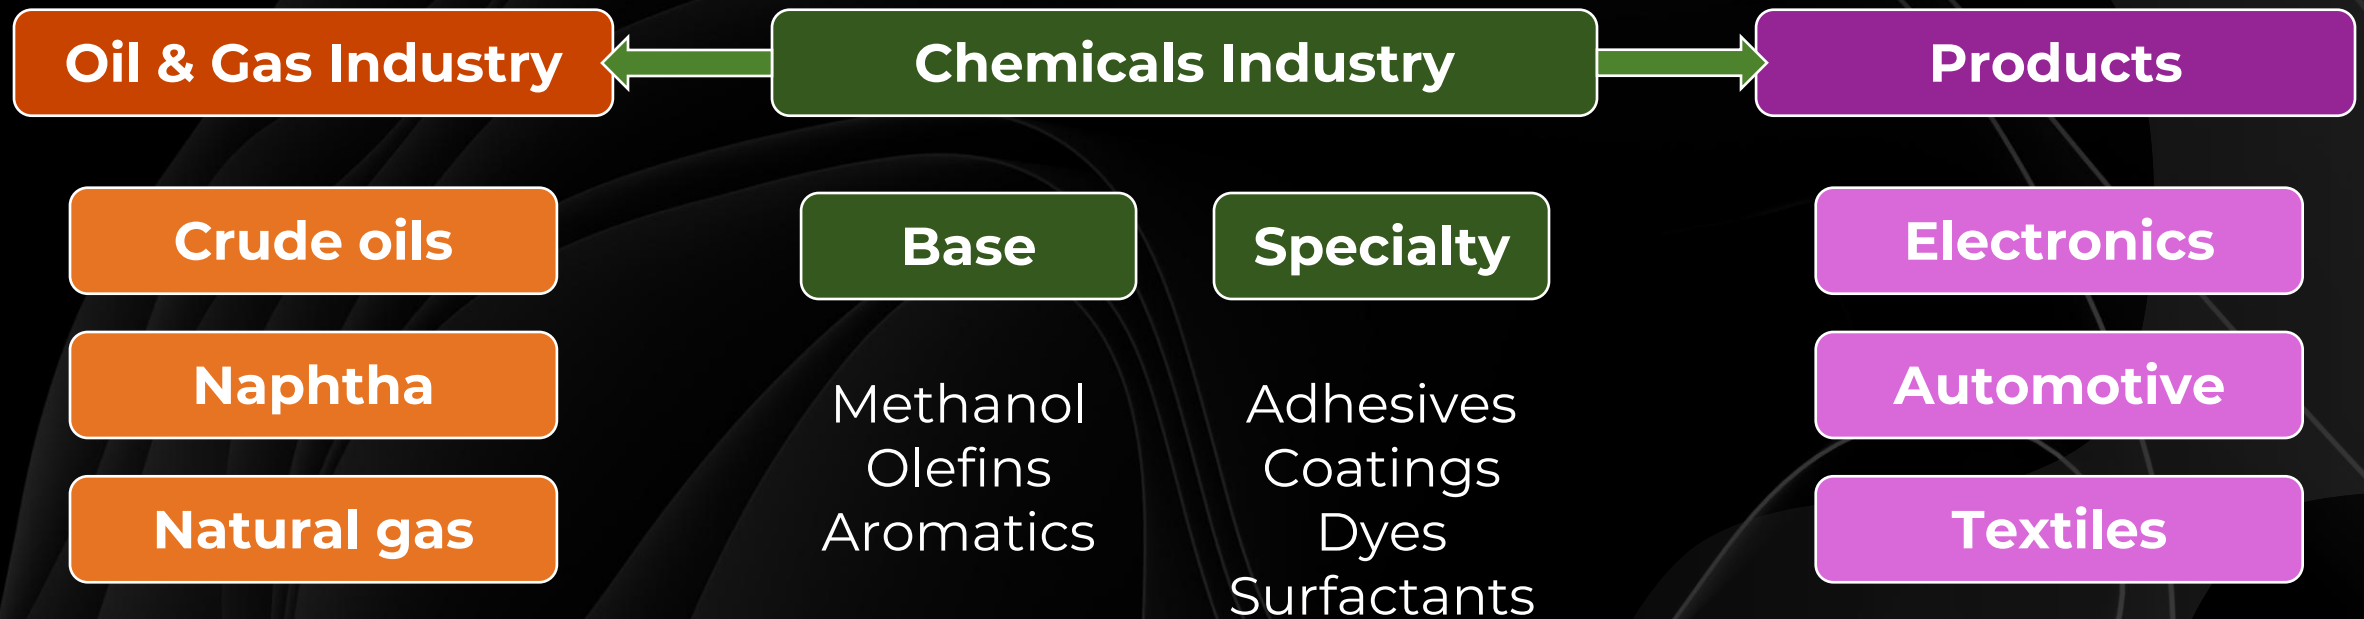 Oil & Gas Industry
Chemicals Industry
Products
Crude oils
Naphtha
Natural gas
Base
Methanol
Olefins
Aromatics
Specialty
Adhesives
Coatings
Dyes
Surfactants
Electronics
Automotive
Textiles